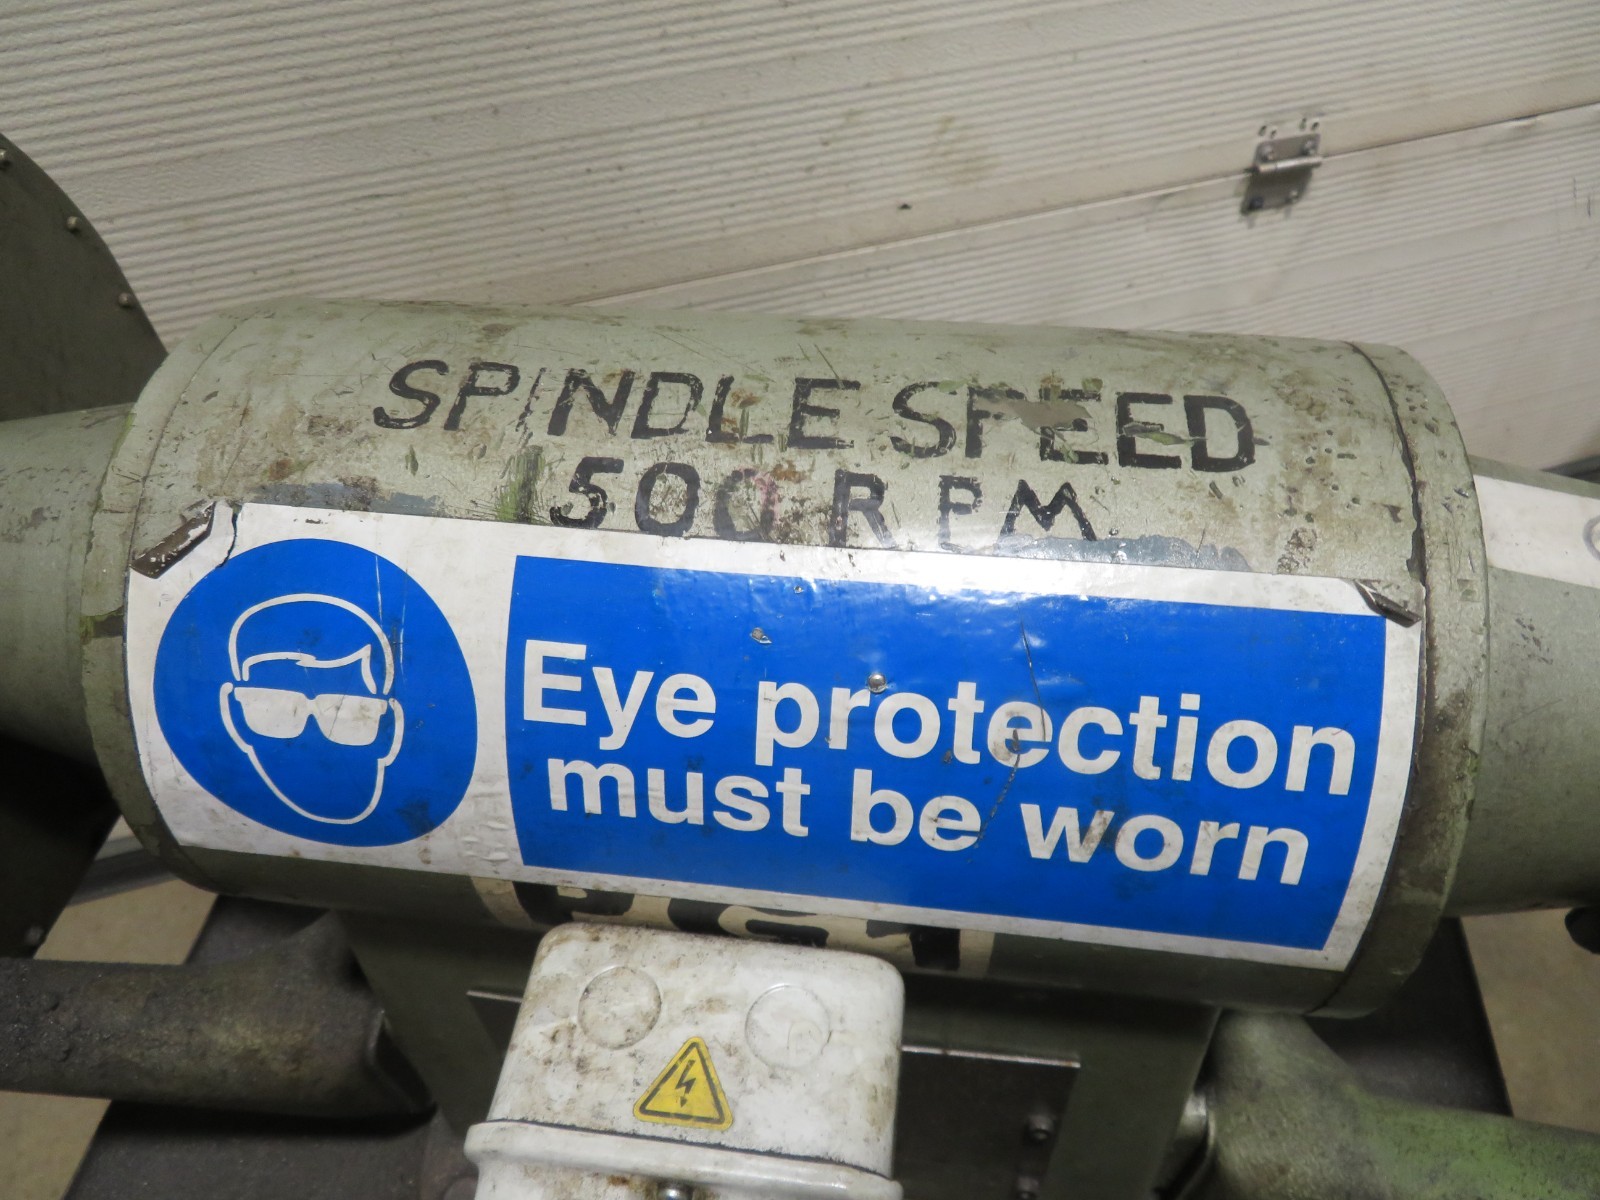 SPINDLE SPEED
500 RPM
Eye protection
must be worn